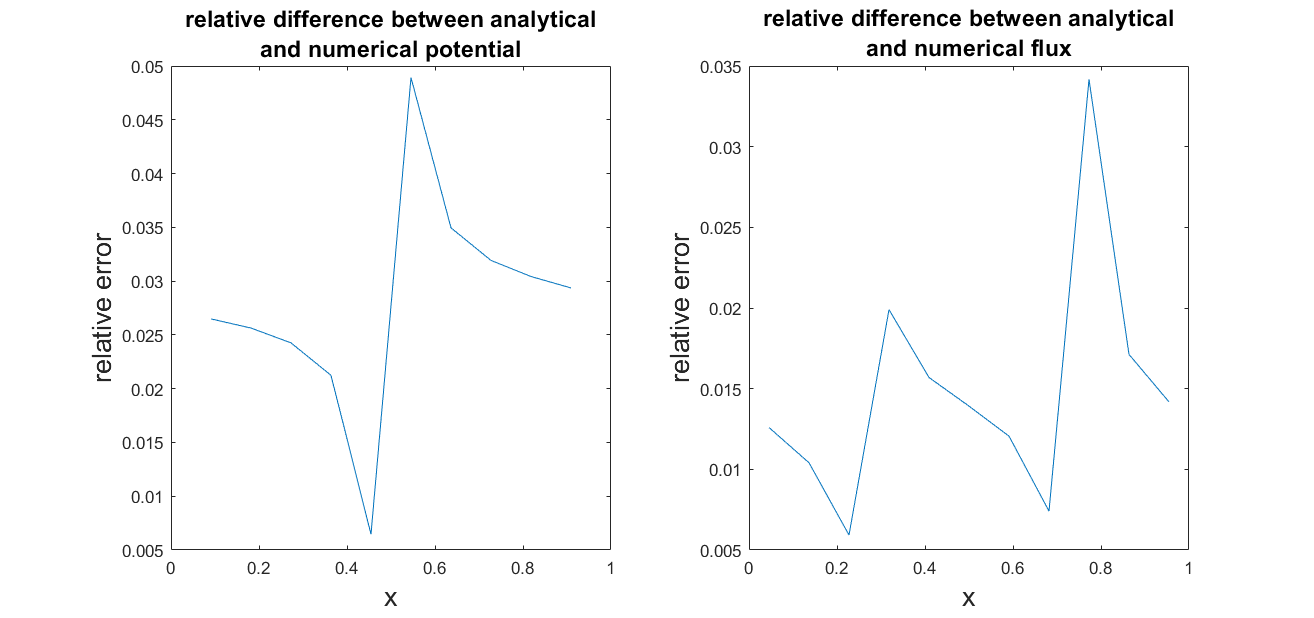 relative difference between analytical
and numerical potential
0.05
0.045
0.04
0.035
0.03
0.025
0.02
0.015
0.01
0.005
relative error
0 0.2 0.4 0.6 0.8 1
x
relative difference between analytical
and numerical flux
0.035
0.03
0.025
0.02
0.015
0.01
0.005
relative error
0 0.2 0.4 0.6 0.8 1
x